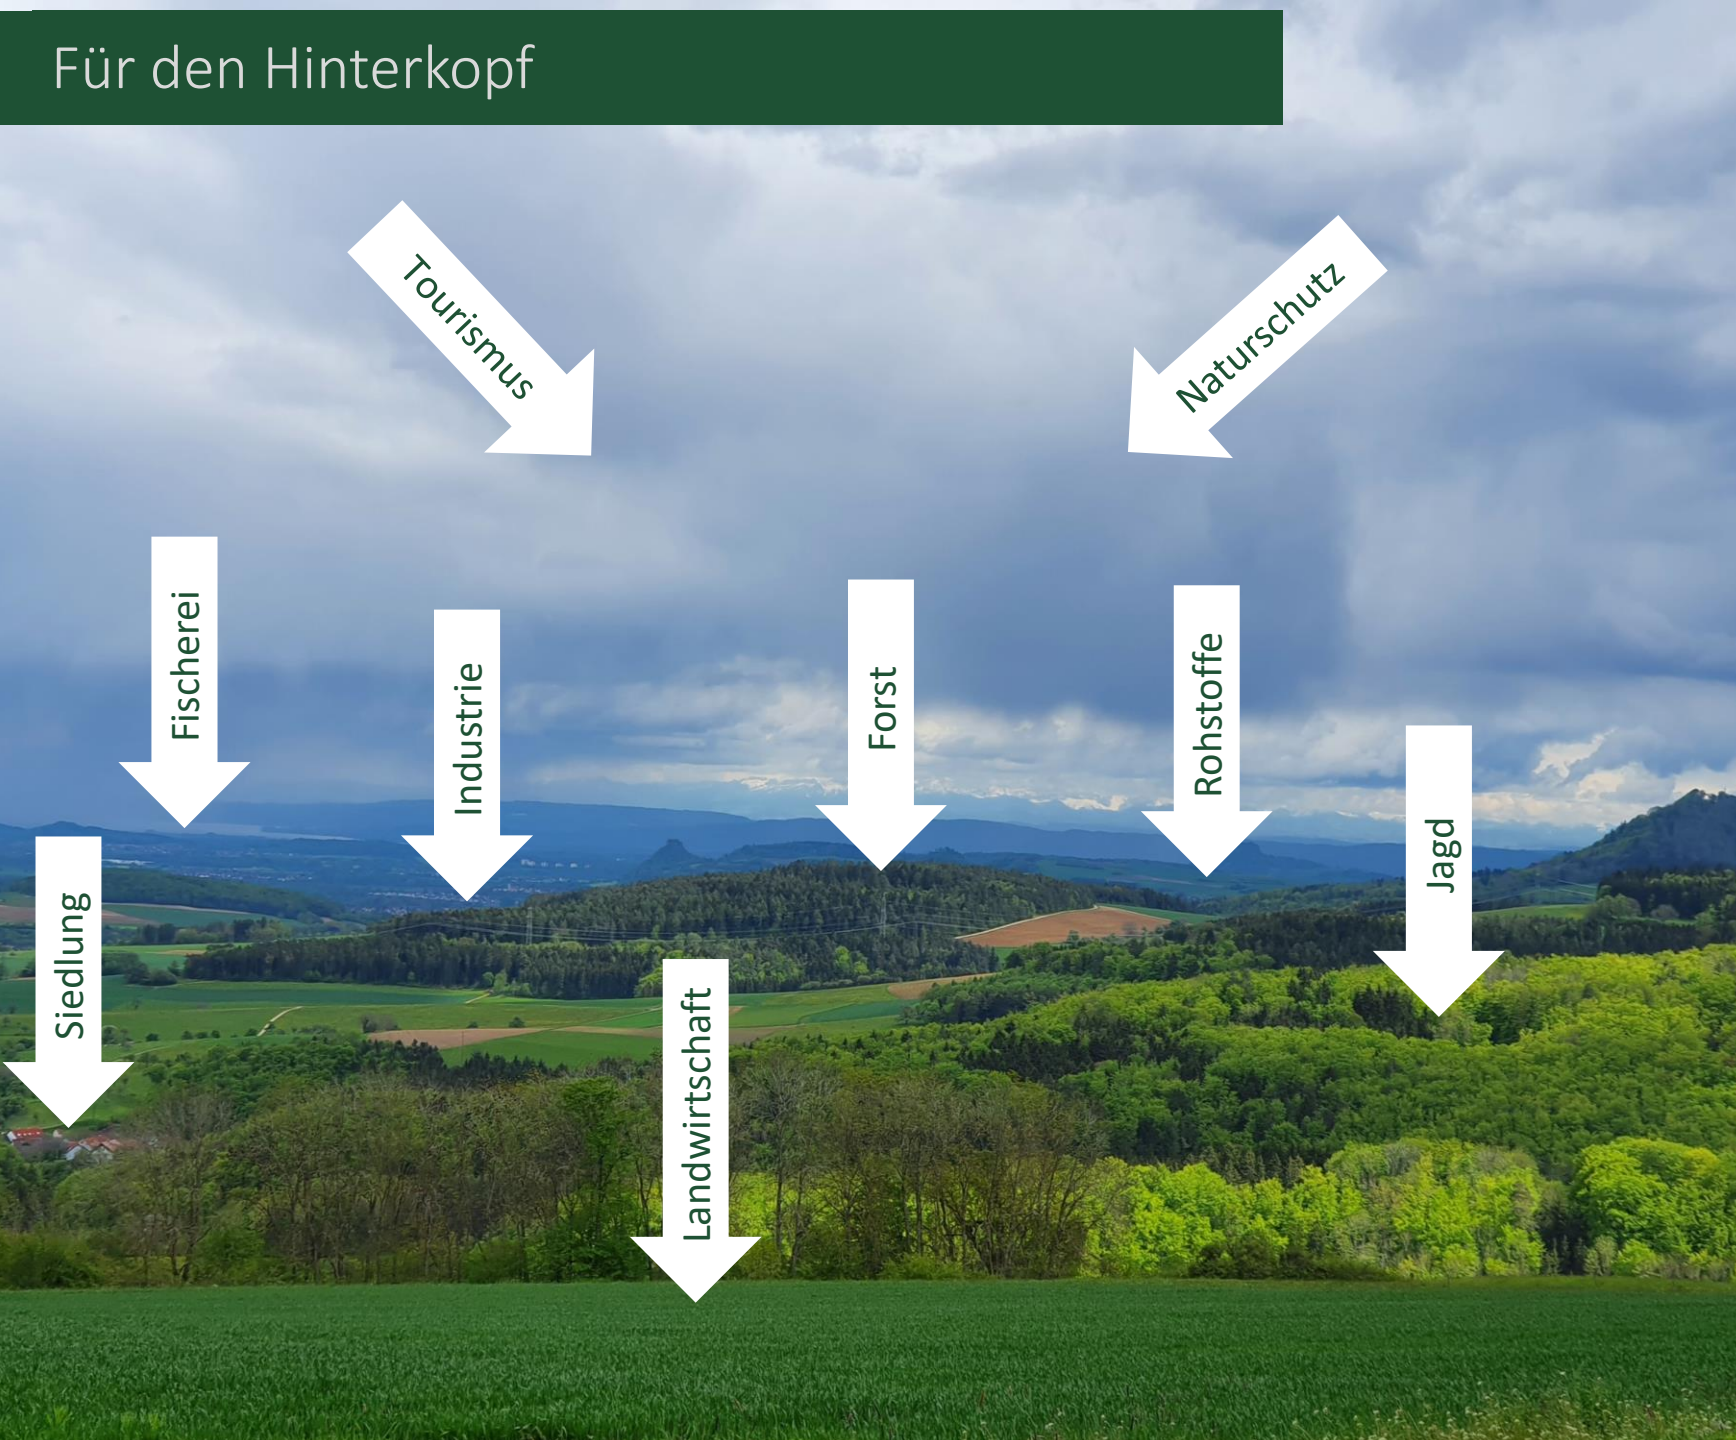 Für den Hinterkopf
Tourismus
Naturschutz
Fischerei
Industrie
Forst
Rohstoffe
Jagd
Siedlung
Landwirtschaft